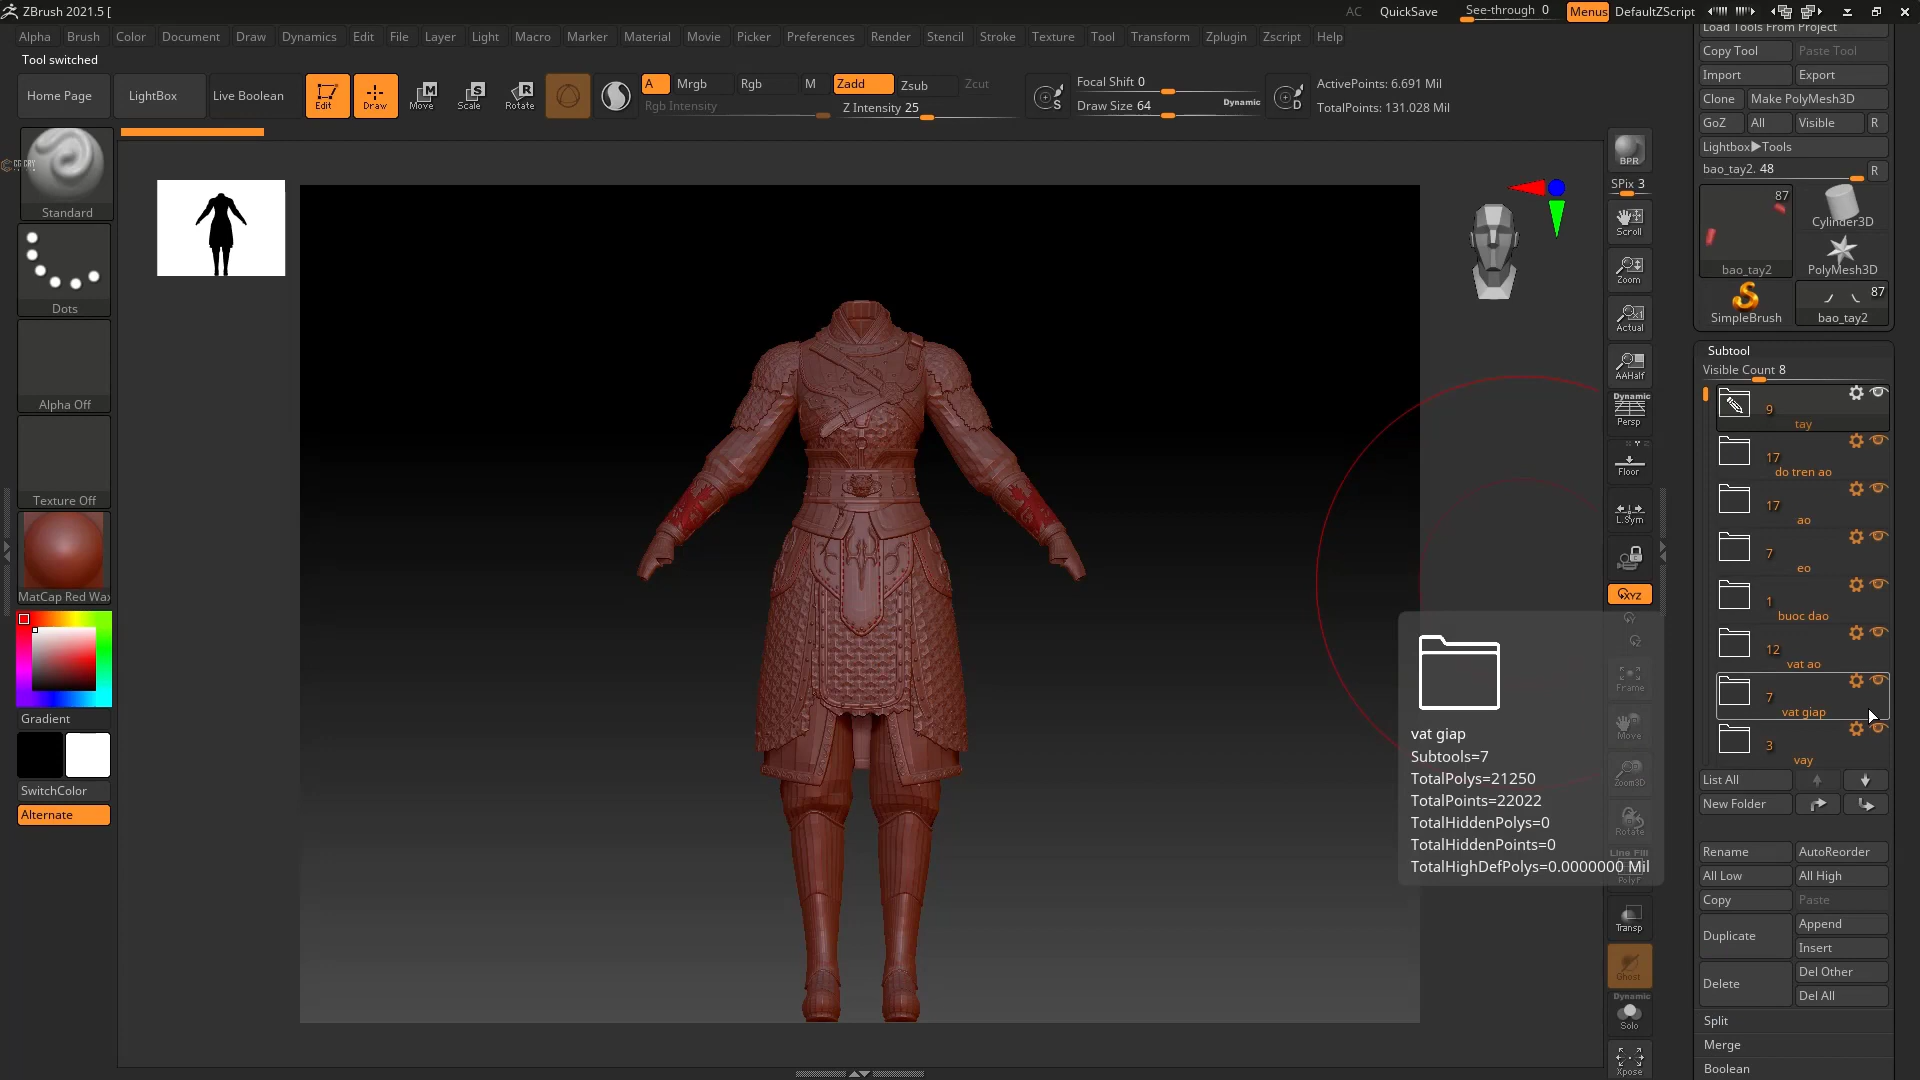 ZBrush 2021.5 [
AC QuickSave See-through 0 Menus DefaultZScript
Alpha Brush Color Document Draw Dynamics Edit File Layer Light Macro Marker Material Movie Picker Preferences Render Stencil Stroke Texture Tool Transform Zplugin Zscript Help
Tool switched
Home Page LightBox Live Boolean Edit Draw Move Scale Rotate
M S R
A Mrgb Rgb M Zadd Zsub Zcut
Rgb Intensity Z Intensity 25
S Focal Shift 0
Draw Size 64 Dynamic
D ActivePoints: 6.691 Mil
TotalPoints: 131.028 Mil
CG CRY
Standard
Dots
Alpha Off
Texture Off
MatCap Red Wax
Gradient
SwitchColor
Alternate
BPR
SPix 3
Scroll
Zoom
Actual
AAHalf
Dynamic
Persp
Floor
L.Sym
XYZ
Frame
Move
Zoom3D
Rotate
Line Fill
PolyF
Transp
Ghost
Dynamic
Solo
Xpose
vat giap
Subtools=7
TotalPolys=21250
TotalPoints=22022
TotalHiddenPolys=0
TotalHiddenPoints=0
TotalHighDefPolys=0.0000000 Mil
Load Tools From Project
Copy Tool Paste Tool
Import Export
Clone Make PolyMesh3D
GoZ All Visible R
Lightbox▶Tools
bao_tay2. 48 R
87
bao_tay2
Cylinder3D
PolyMesh3D
SimpleBrush
87
bao_tay2
Subtool
Visible Count 8
9
tay
17
do tren ao
17
ao
7
eo
1
buoc dao
12
vat ao
7
vat giap
3
vay
List All
New Folder
Rename AutoReorder
All Low All High
Copy Paste
Duplicate Append
Insert
Delete Del Other
Del All
Split
Merge
Boolean